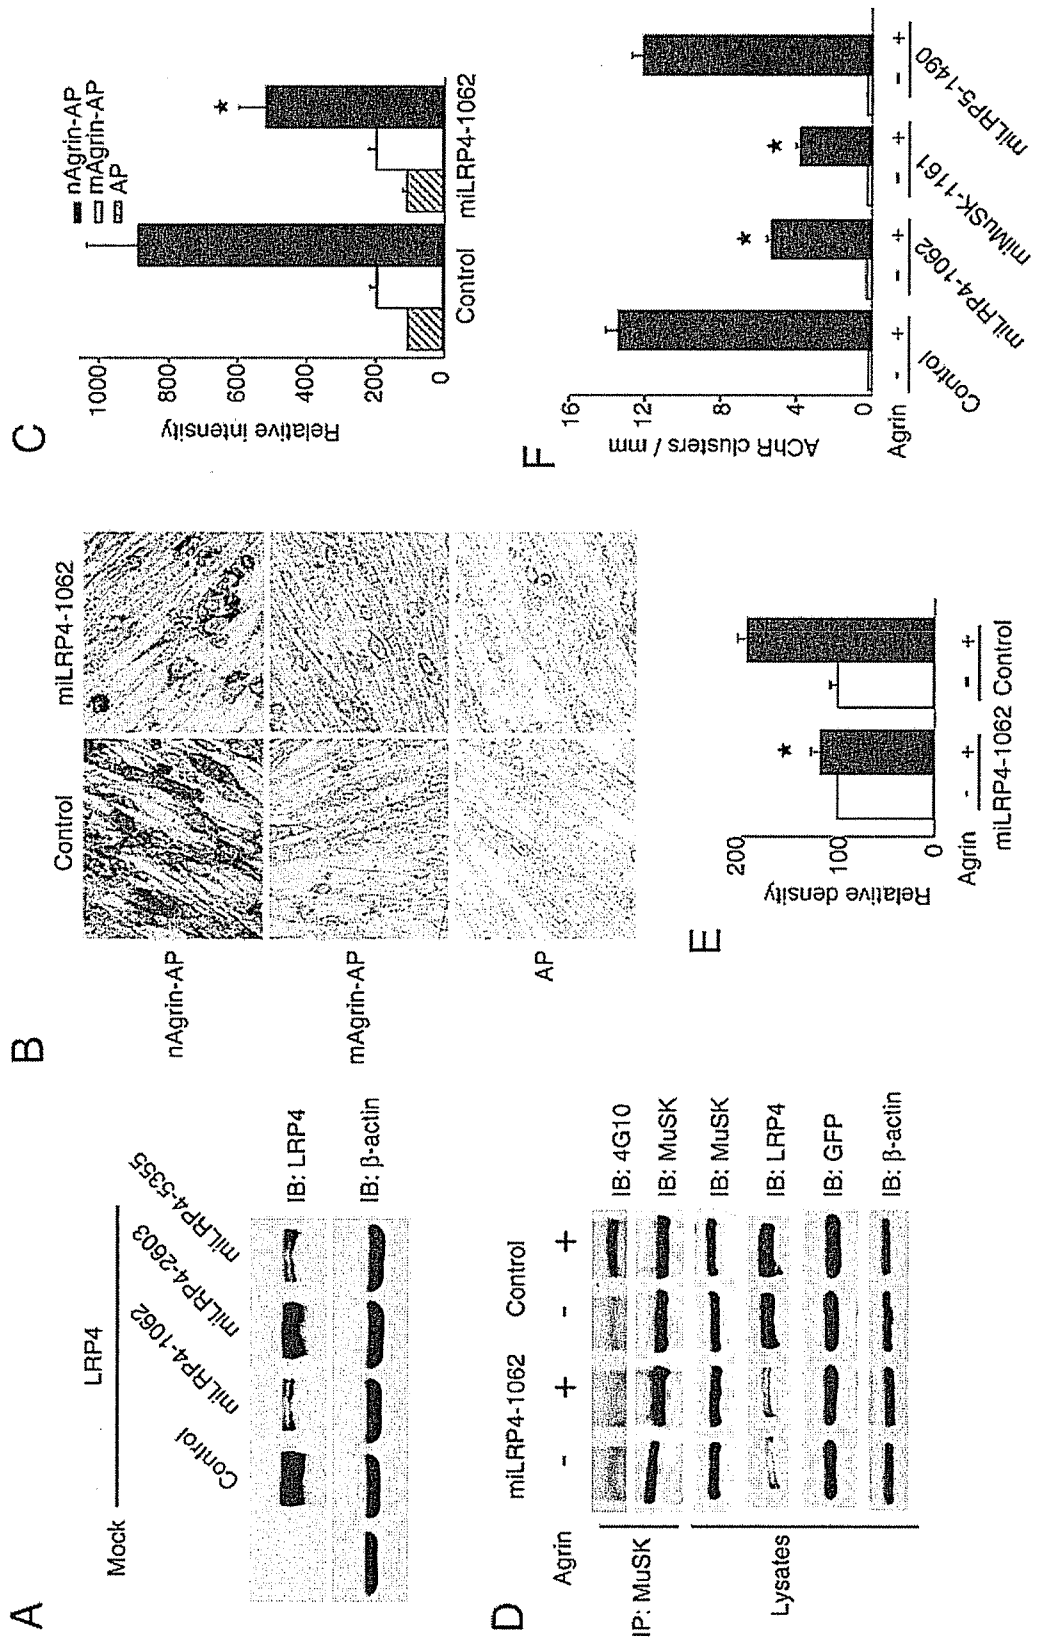 A
LRP4
Mock
Control
miLRP4-1062
miLRP4-2603
miLRP4-5355
IB: LRP4
IB: β-actin
B
Control
miLRP4-1062
nAgrin-AP
mAgrin-AP
AP
C
nAgrin-AP
mAgrin-AP
AP
Relative intensity
1000
800
600
400
200
0
Control
miLRP4-1062
*
D
miLRP4-1062 Control
Agrin - + - +
IP: MuSK
IB: 4G10
IB: MuSK
Lysates
IB: MuSK
IB: LRP4
IB: GFP
IB: β-actin
E
Relative density
200
100
0
*
Agrin - + - +
miLRP4-1062 Control
F
AChR clusters / mm
16
12
8
4
0
*
*
Agrin - + - + - + - +
Control
miLRP4-1062
miMuSK-1161
miLRP5-1490